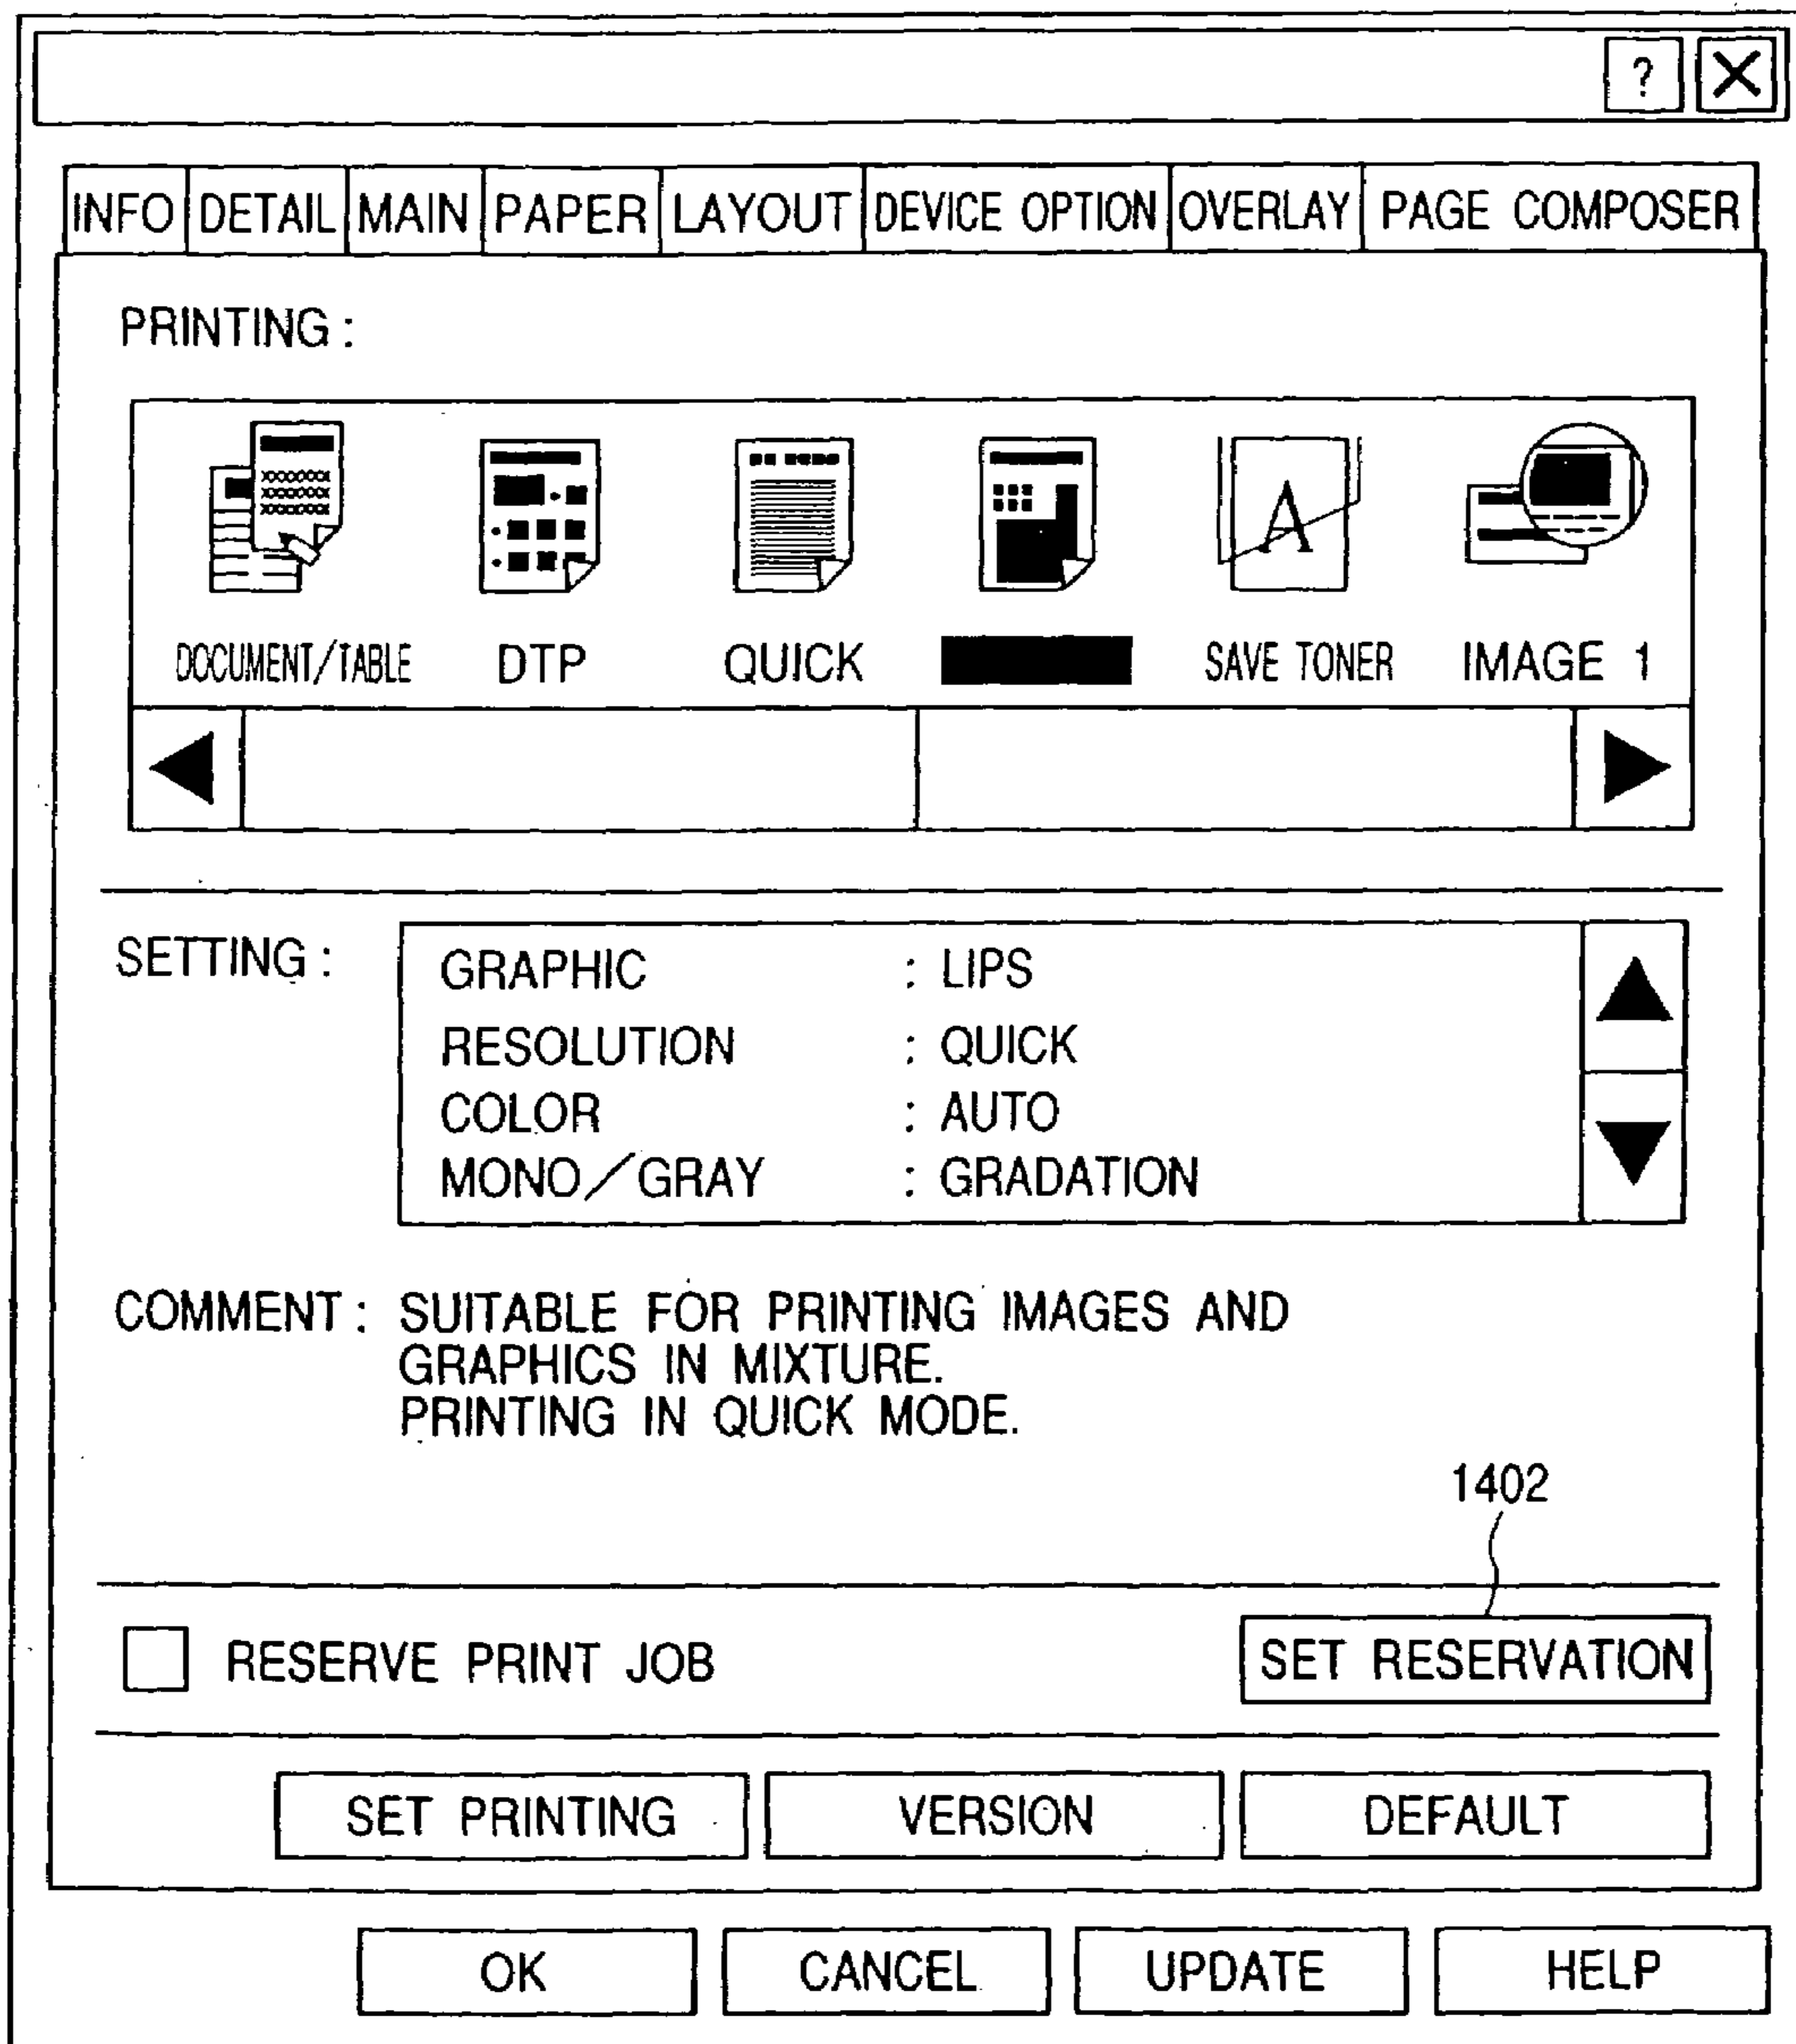 ?
INFO DETAIL MAIN PAPER LAYOUT DEVICE OPTION OVERLAY PAGE COMPOSER
PRINTING :
A
DOCUMENT/TABLE DTP QUICK SAVE TONER IMAGE 1
SETTING : GRAPHIC : LIPS
RESOLUTION : QUICK
COLOR : AUTO
MONO/GRAY : GRADATION
COMMENT : SUITABLE FOR PRINTING IMAGES AND
GRAPHICS IN MIXTURE.
PRINTING IN QUICK MODE.
1402
RESERVE PRINT JOB SET RESERVATION
SET PRINTING VERSION DEFAULT
OK CANCEL UPDATE HELP